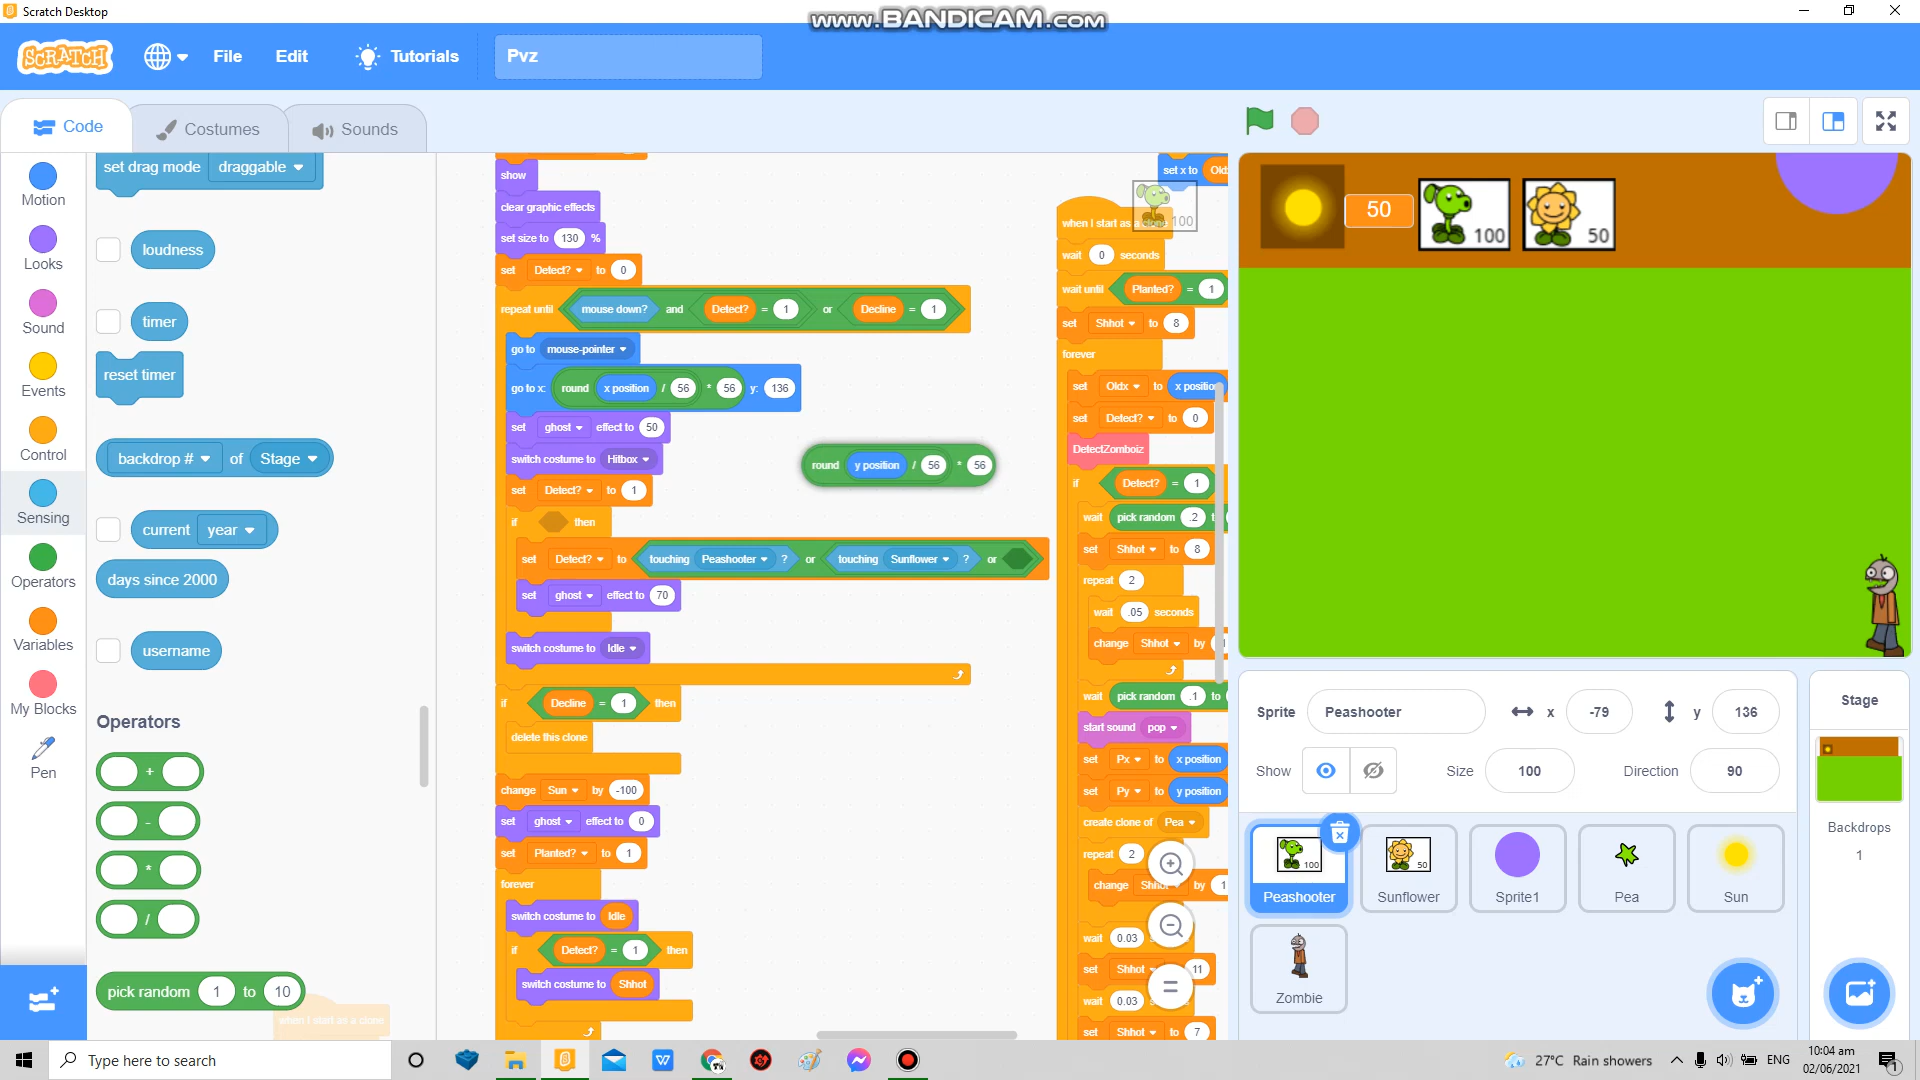 Scratch Desktop
www.BANDICAM.com
SCRATCH File Edit Tutorials Pvz
Code Costumes Sounds
Motion
Looks
Sound
Events
Control
Sensing
Operators
Variables
My Blocks
Pen
set drag mode draggable
loudness
timer
reset timer
backdrop # of Stage
current year
days since 2000
username
Operators
+
-
*
/
pick random 1 to 10
when I start as a clone
show
clear graphic effects
set size to 130 %
set Detect? to 0
repeat until mouse down? and Detect? = 1 or Decline = 1
go to mouse-pointer
go to x: round x position / 56 * 56 y: 136
set ghost effect to 50
switch costume to Hitbox
set Detect? to 1
if then
set Detect? to touching Peashooter ? or touching Sunflower ? or
set ghost effect to 70
switch costume to Idle
if Decline = 1 then
delete this clone
change Sun by -100
set ghost effect to 0
set Planted? to 1
forever
switch costume to Idle
if Detect? = 1 then
switch costume to Shhot
round y position / 56 * 56
set x to
100
when I start as a
wait 0 seconds
wait until Planted? = 1
set Shhot to 8
forever
set Oldx to x position
set Detect? to 0
DetectZomboiz
if Detect? = 1
wait pick random .2
set Shhot to 8
repeat 2
wait .05 seconds
change Shhot by
wait pick random .1 to
start sound pop
set Px to x position
set Py to y position
create clone of Pea
repeat 2
change by
wait 0.03
set Shhot 11
wait 0.03
set Shhot to 7
50
100
50
Sprite Peashooter x -79 y 136
Show Size 100 Direction 90
100
Peashooter
50
Sunflower
Sprite1
Pea
Sun
Zombie
Stage
Backdrops
1
Type here to search
27°C Rain showers ENG 10:04 am
02/06/2021
1